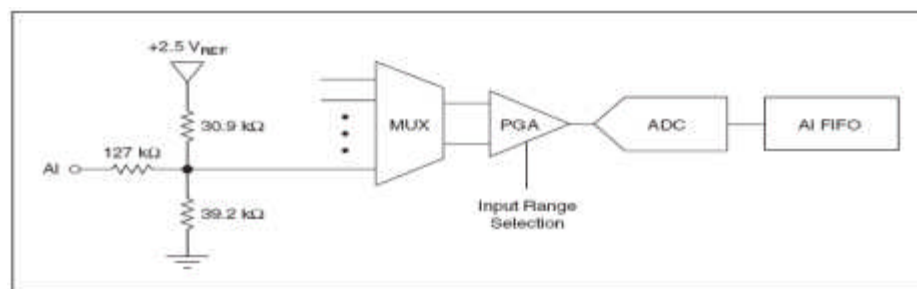 +2.5 VREF
30.9 kΩ
127 kΩ
AI
39.2 kΩ
MUX
PGA
ADC
AI FIFO
Input Range
Selection